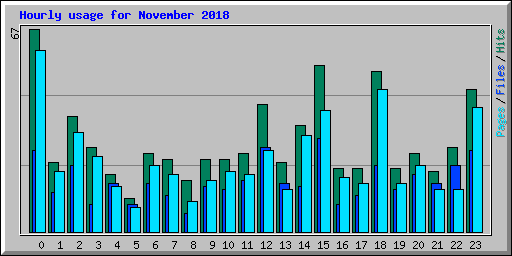 Hourly usage for November 2018
67
Pages/Files/Hits
0 1 2 3 4 5 6 7 8 9 10 11 12 13 14 15 16 17 18 19 20 21 22 23